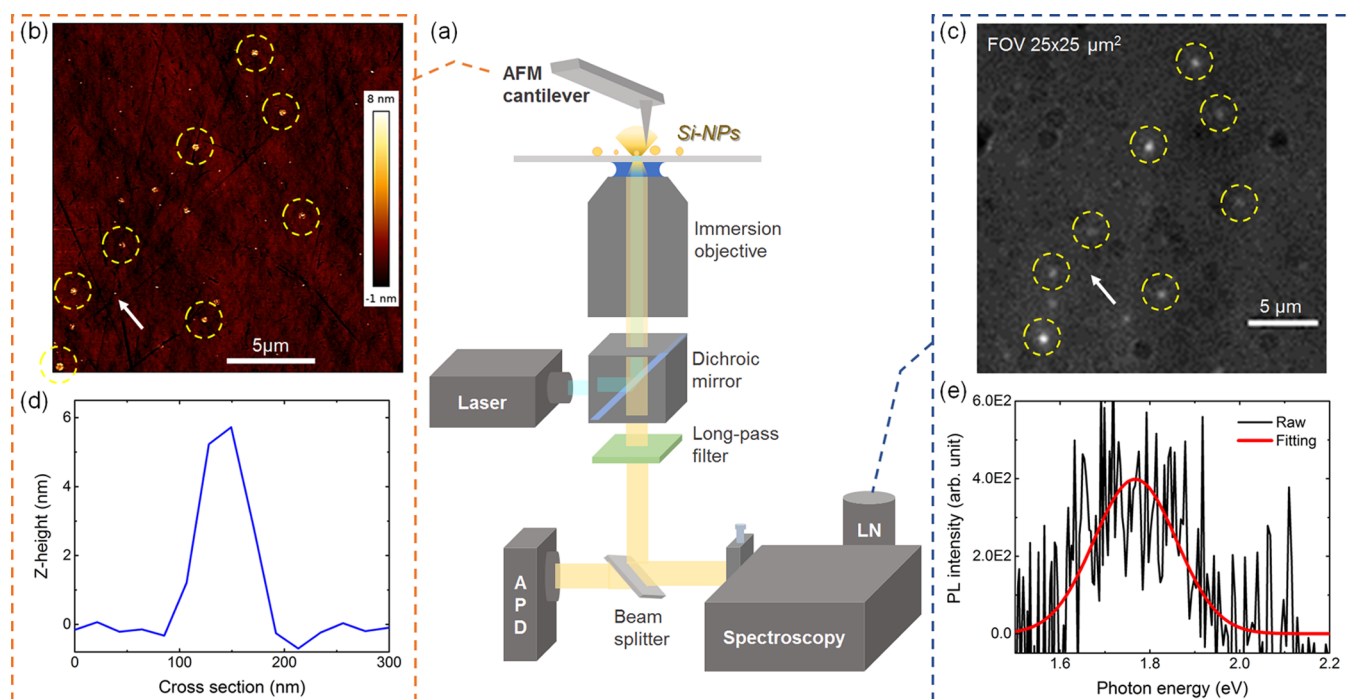 (b)
8 nm
-1 nm
5μm
(a)
AFM
cantilever
Si-NPs
Immersion
objective
Dichroic
mirror
Laser
Long-pass
filter
APD
Beam
splitter
LN
Spectroscopy
(c)
FOV 25x25 μm²
5 μm
(d)
6
4
2
0
Z-height (nm)
0
100
200
300
Cross section (nm)
(e)
6.0E2
4.0E2
2.0E2
0.0
PL intensity (arb. unit)
Raw
Fitting
1.6
1.8
2.0
2.2
Photon energy (eV)